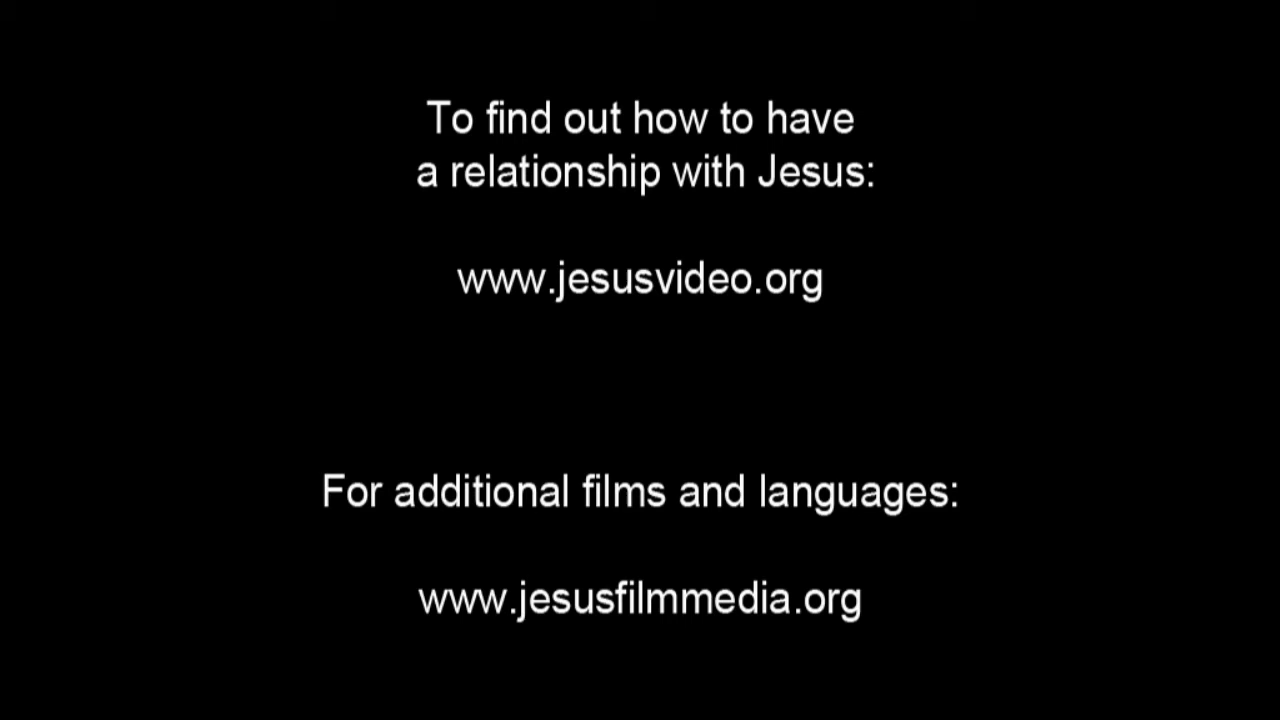 To find out how to have
a relationship with Jesus:
www.jesusvideo.org
For additional films and languages:
www.jesusfilmmedia.org